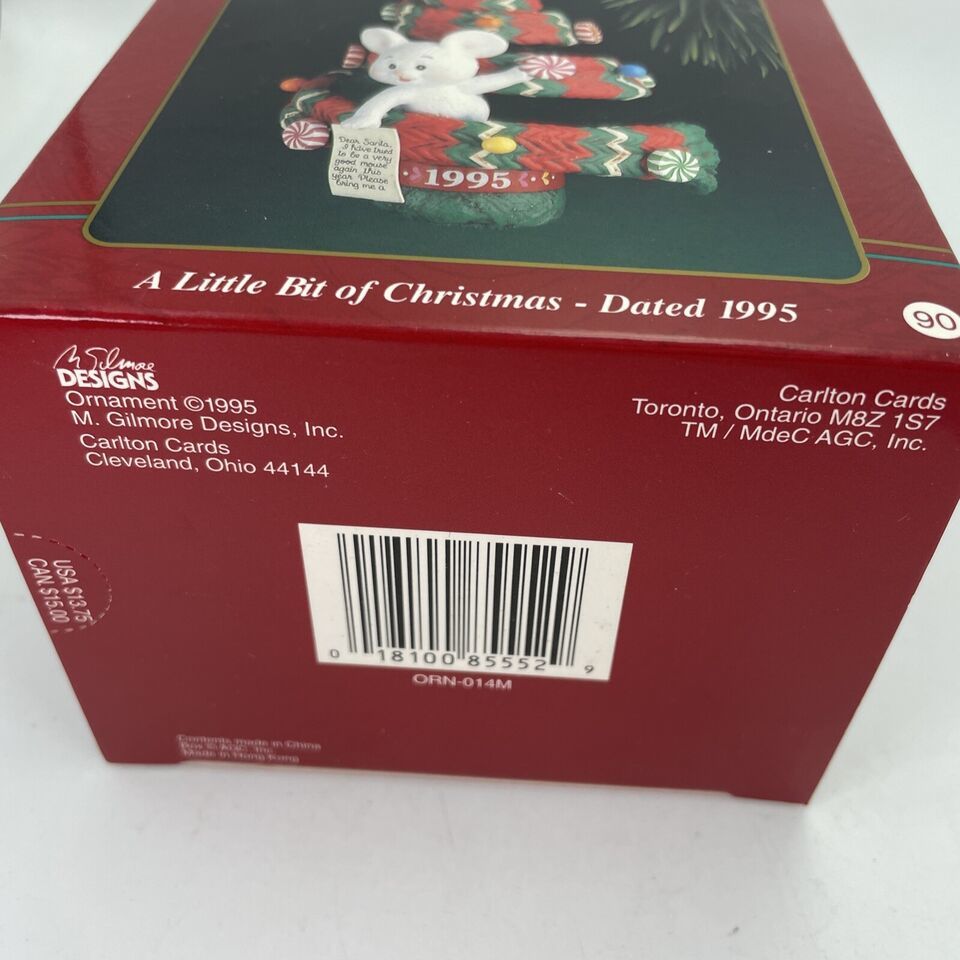 Dear Santa,
I have tried
to be a very
good mouse
again this
year. Please
bring me a
1995
A Little Bit of Christmas - Dated 1995
90
M Gilmore
DESIGNS
Ornament ©1995
M. Gilmore Designs, Inc.
Carlton Cards
Cleveland, Ohio 44144
Carlton Cards
Toronto, Ontario M8Z 1S7
TM / MdeC AGC, Inc.
USA $13.75
CAN. $15.00
0 18100 85552 9
ORN-014M
Contents made in China
Box © AGC, Inc.
Made in Hong Kong